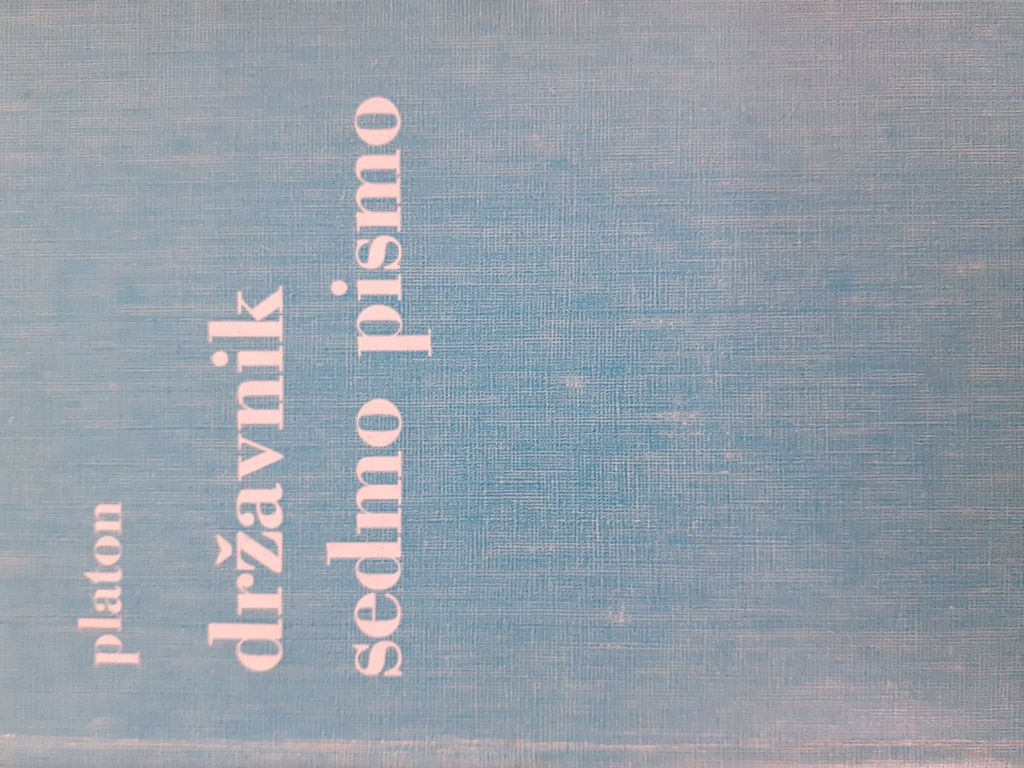 platon
državnik
sedmo pismo